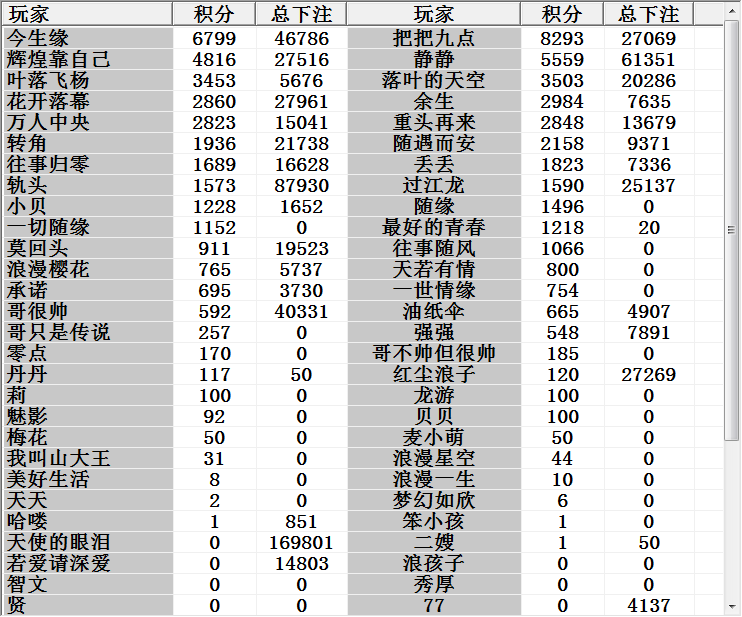 玩家 积分 总下注 玩家 积分 总下注
今生缘 6799 46786 把把九点 8293 27069
辉煌靠自己 4816 27516 静静 5559 61351
叶落飞杨 3453 5676 落叶的天空 3503 20286
花开落幕 2860 27961 余生 2984 7635
万人中央 2823 15041 重头再来 2848 13679
转角 1936 21738 随遇而安 2158 9371
往事归零 1689 16628 丢丢 1823 7336
轨头 1573 87930 过江龙 1590 25137
小贝 1228 1652 随缘 1496 0
一切随缘 1152 0 最好的青春 1218 20
莫回头 911 19523 往事随风 1066 0
浪漫樱花 765 5737 天若有情 800 0
承诺 695 3730 一世情缘 754 0
哥很帅 592 40331 油纸伞 665 4907
哥只是传说 257 0 强强 548 7891
零点 170 0 哥不帅但很帅 185 0
丹丹 117 50 红尘浪子 120 27269
莉 100 0 龙游 100 0
魅影 92 0 贝贝 100 0
梅花 50 0 麦小萌 50 0
我叫山大王 31 0 浪漫星空 44 0
美好生活 8 0 浪漫一生 10 0
天天 2 0 梦幻如欣 6 0
哈喽 1 851 笨小孩 1 0
天使的眼泪 0 169801 二嫂 1 50
若爱请深爱 0 14803 浪孩子 0 0
智文 0 0 秀厚 0 0
贤 0 0 77 0 4137